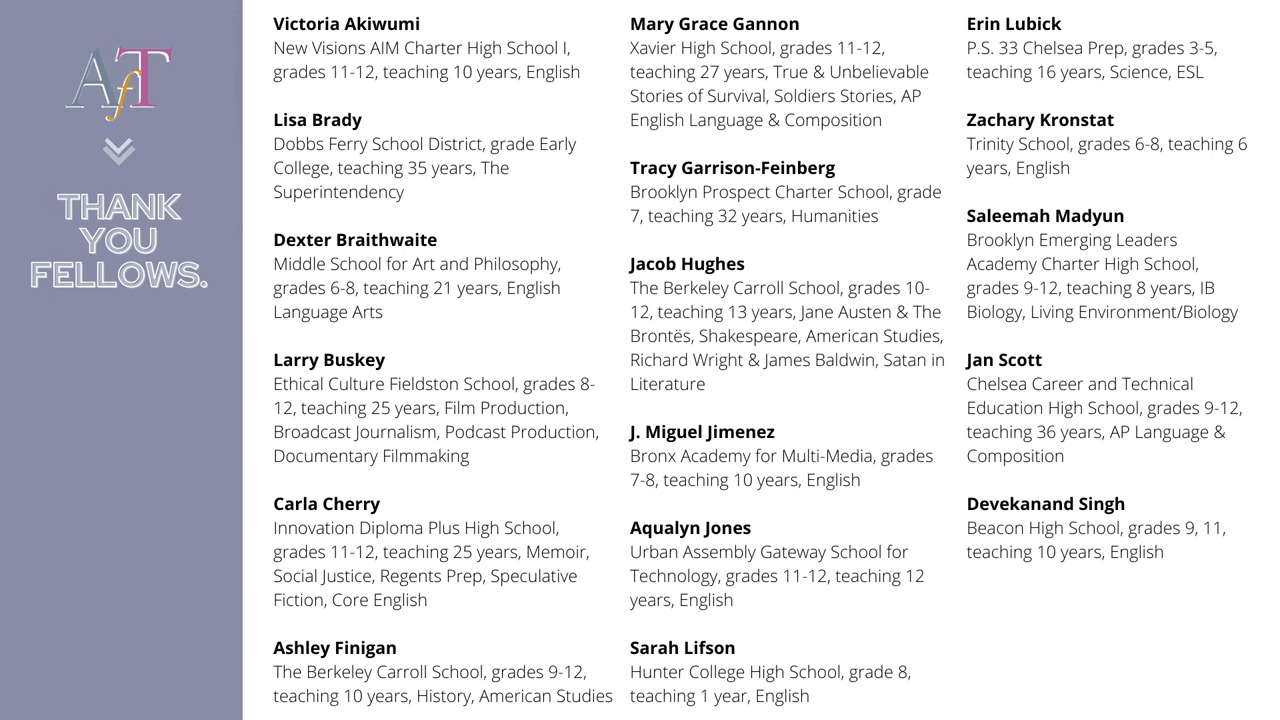 AfT
THANK
YOU
FELLOWS.
Victoria Akiwumi
New Visions AIM Charter High School I,
grades 11-12, teaching 10 years, English
Lisa Brady
Dobbs Ferry School District, grade Early
College, teaching 35 years, The
Superintendency
Dexter Braithwaite
Middle School for Art and Philosophy,
grades 6-8, teaching 21 years, English
Language Arts
Larry Buskey
Ethical Culture Fieldston School, grades 8-
12, teaching 25 years, Film Production,
Broadcast Journalism, Podcast Production,
Documentary Filmmaking
Carla Cherry
Innovation Diploma Plus High School,
grades 11-12, teaching 25 years, Memoir,
Social Justice, Regents Prep, Speculative
Fiction, Core English
Ashley Finigan
The Berkeley Carroll School, grades 9-12,
teaching 10 years, History, American Studies
Mary Grace Gannon
Xavier High School, grades 11-12,
teaching 27 years, True & Unbelievable
Stories of Survival, Soldiers Stories, AP
English Language & Composition
Tracy Garrison-Feinberg
Brooklyn Prospect Charter School, grade
7, teaching 32 years, Humanities
Jacob Hughes
The Berkeley Carroll School, grades 10-
12, teaching 13 years, Jane Austen & The
Brontës, Shakespeare, American Studies,
Richard Wright & James Baldwin, Satan in
Literature
J. Miguel Jimenez
Bronx Academy for Multi-Media, grades
7-8, teaching 10 years, English
Aqualyn Jones
Urban Assembly Gateway School for
Technology, grades 11-12, teaching 12
years, English
Sarah Lifson
Hunter College High School, grade 8,
teaching 1 year, English
Erin Lubick
P.S. 33 Chelsea Prep, grades 3-5,
teaching 16 years, Science, ESL
Zachary Kronstat
Trinity School, grades 6-8, teaching 6
years, English
Saleemah Madyun
Brooklyn Emerging Leaders
Academy Charter High School,
grades 9-12, teaching 8 years, IB
Biology, Living Environment/Biology
Jan Scott
Chelsea Career and Technical
Education High School, grades 9-12,
teaching 36 years, AP Language &
Composition
Devekanand Singh
Beacon High School, grades 9, 11,
teaching 10 years, English